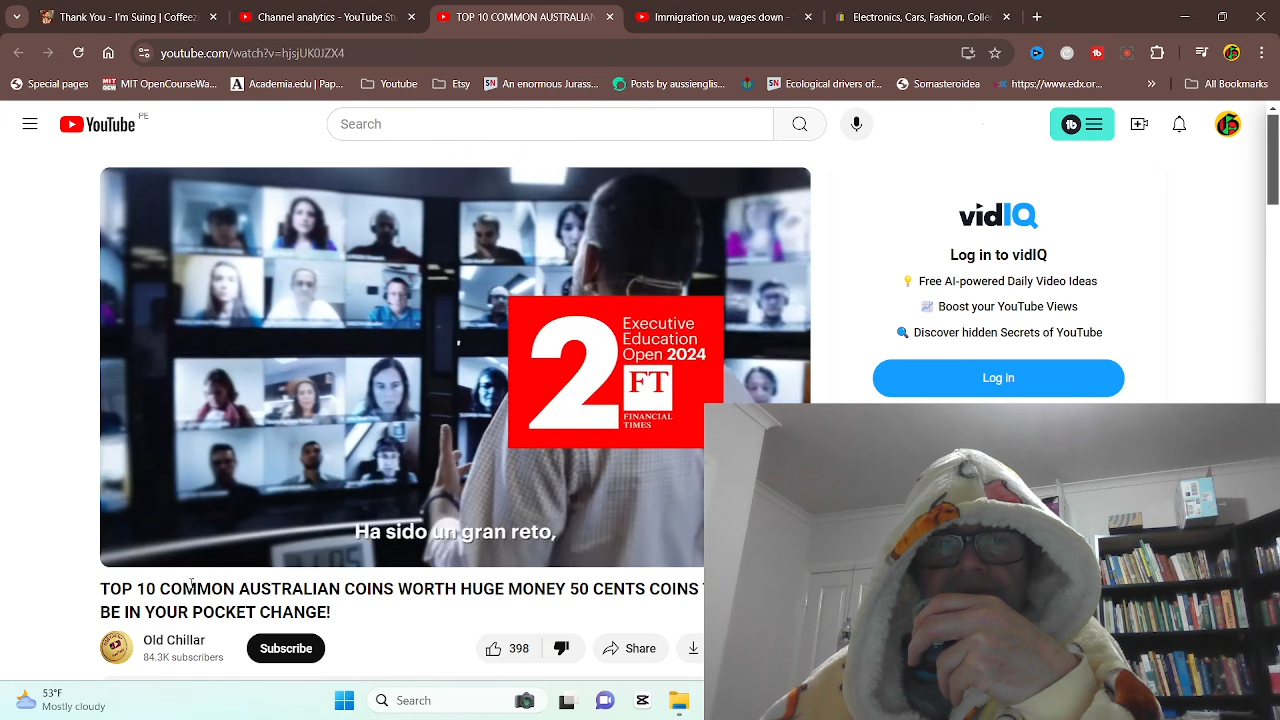 Thank You - I'm Susing | Coffeez
Channel analytics - YouTube St
TOP 10 COMMON AUSTRALIAN
Immigration up, wages down -
Electronics, Cars, Fashion, Colle
youtube.com/watch?v=hjsjUK0JZX4
Special pages
MIT OpenCourseWa...
Academia.edu | Pap...
Youtube
Etsy
An enormous Juras...
Posts by aussienglis...
Ecological drivers of...
Somasteroidea
https://www.edx.or...
»
All Bookmarks
YouTube PE
Search
vidIQ
Log in to vidIQ
Free AI-powered Daily Video Ideas
Boost your YouTube Views
Discover hidden Secrets of YouTube
Log In
2 Executive
Education
Open 2024
FT
FINANCIAL
TIMES
Ha sido un gran reto,
TOP 10 COMMON AUSTRALIAN COINS WORTH HUGE MONEY 50 CENTS COINS
BE IN YOUR POCKET CHANGE!
Old Chillar
84.3K subscribers
Subscribe
398
Share
53°F
Mostly cloudy
Search